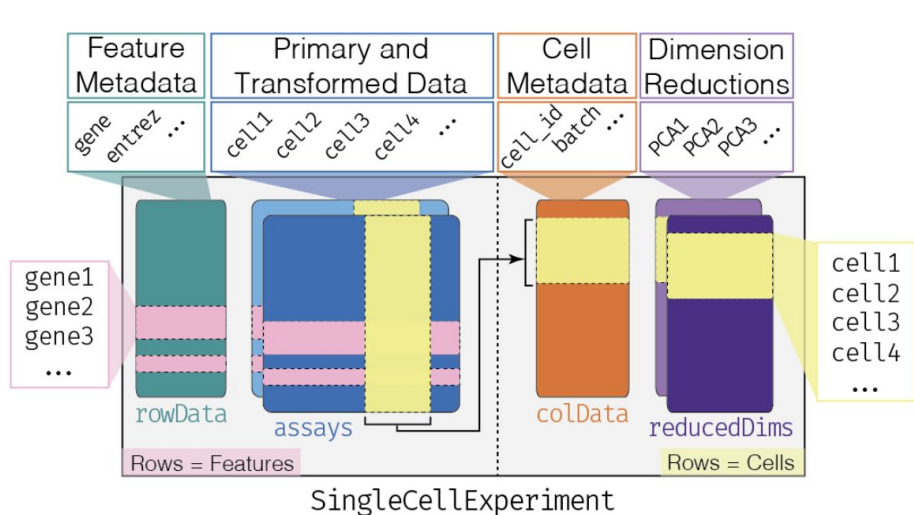 Feature
Metadata
Primary and
Transformed Data
Cell
Metadata
Dimension
Reductions
gene
entrez
...
cell1
cell2
cell3
cell4
...
cell_id
batch
...
PCA1
PCA2
PCA3
...
gene1
gene2
gene3
...
cell1
cell2
cell3
cell4
...
rowData
assays
colData
reducedDims
Rows = Features
Rows = Cells
SingleCellExperiment